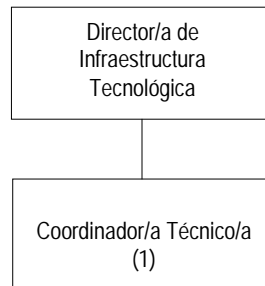 Director/a de
Infraestructura
Tecnológica
Coordinador/a Técnico/a
(1)